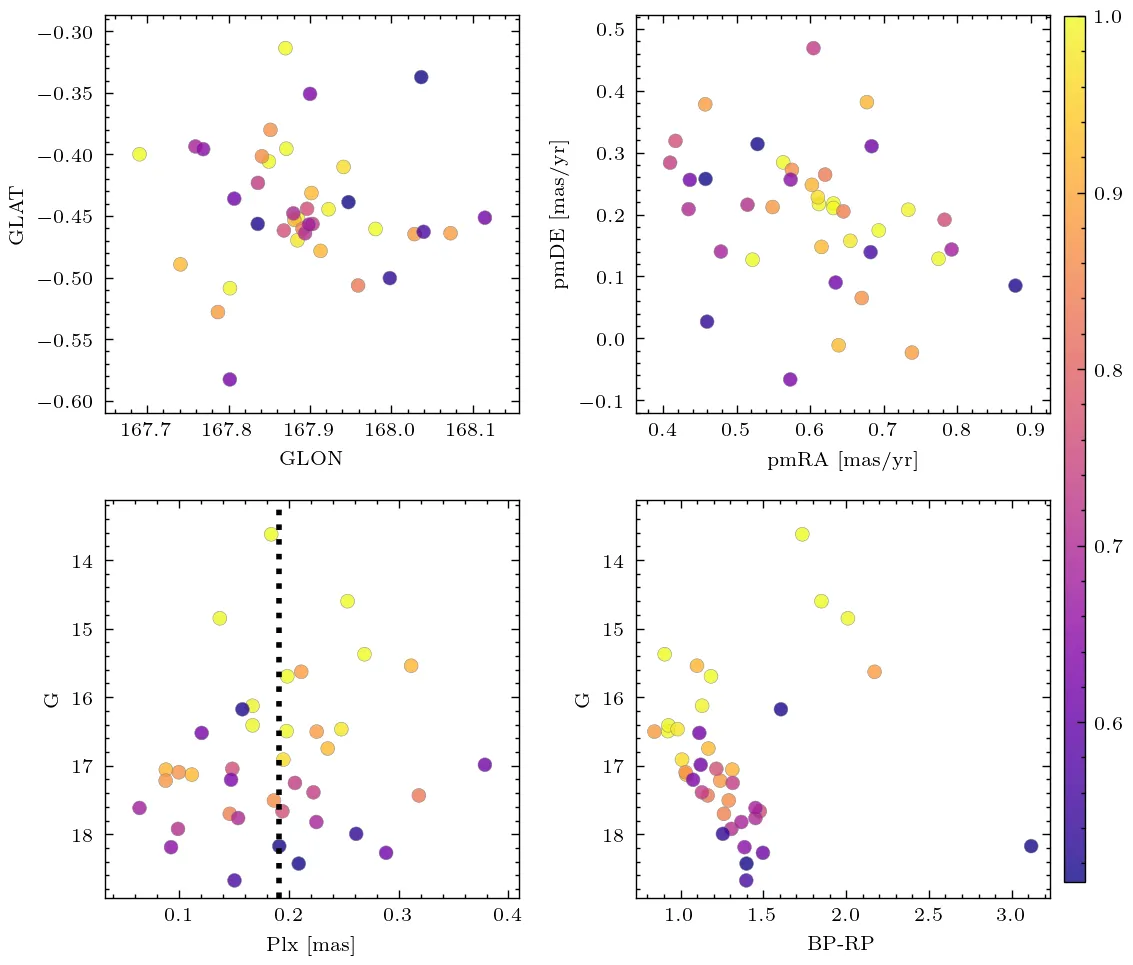 −0.30
−0.35
−0.40
−0.45
−0.50
−0.55
−0.60
GLAT
167.7 167.8 167.9 168.0 168.1
GLON
0.5
0.4
0.3
0.2
0.1
0.0
−0.1
pmDE [mas/yr]
0.4 0.5 0.6 0.7 0.8 0.9
pmRA [mas/yr]
1.0
0.9
0.8
0.7
0.6
14
15
16
17
18
G
0.1 0.2 0.3 0.4
Plx [mas]
14
15
16
17
18
G
1.0 1.5 2.0 2.5 3.0
BP-RP